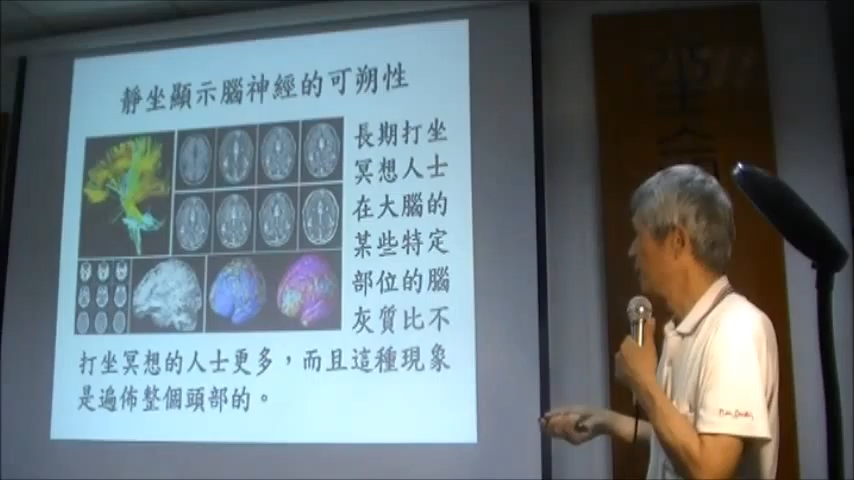 靜坐顯示腦神經的可朔性
長期打坐
冥想人士
在大腦的
某些特定
部位的腦
灰質比不
打坐冥想的人士更多，而且這種現象
是遍佈整個頭部的。